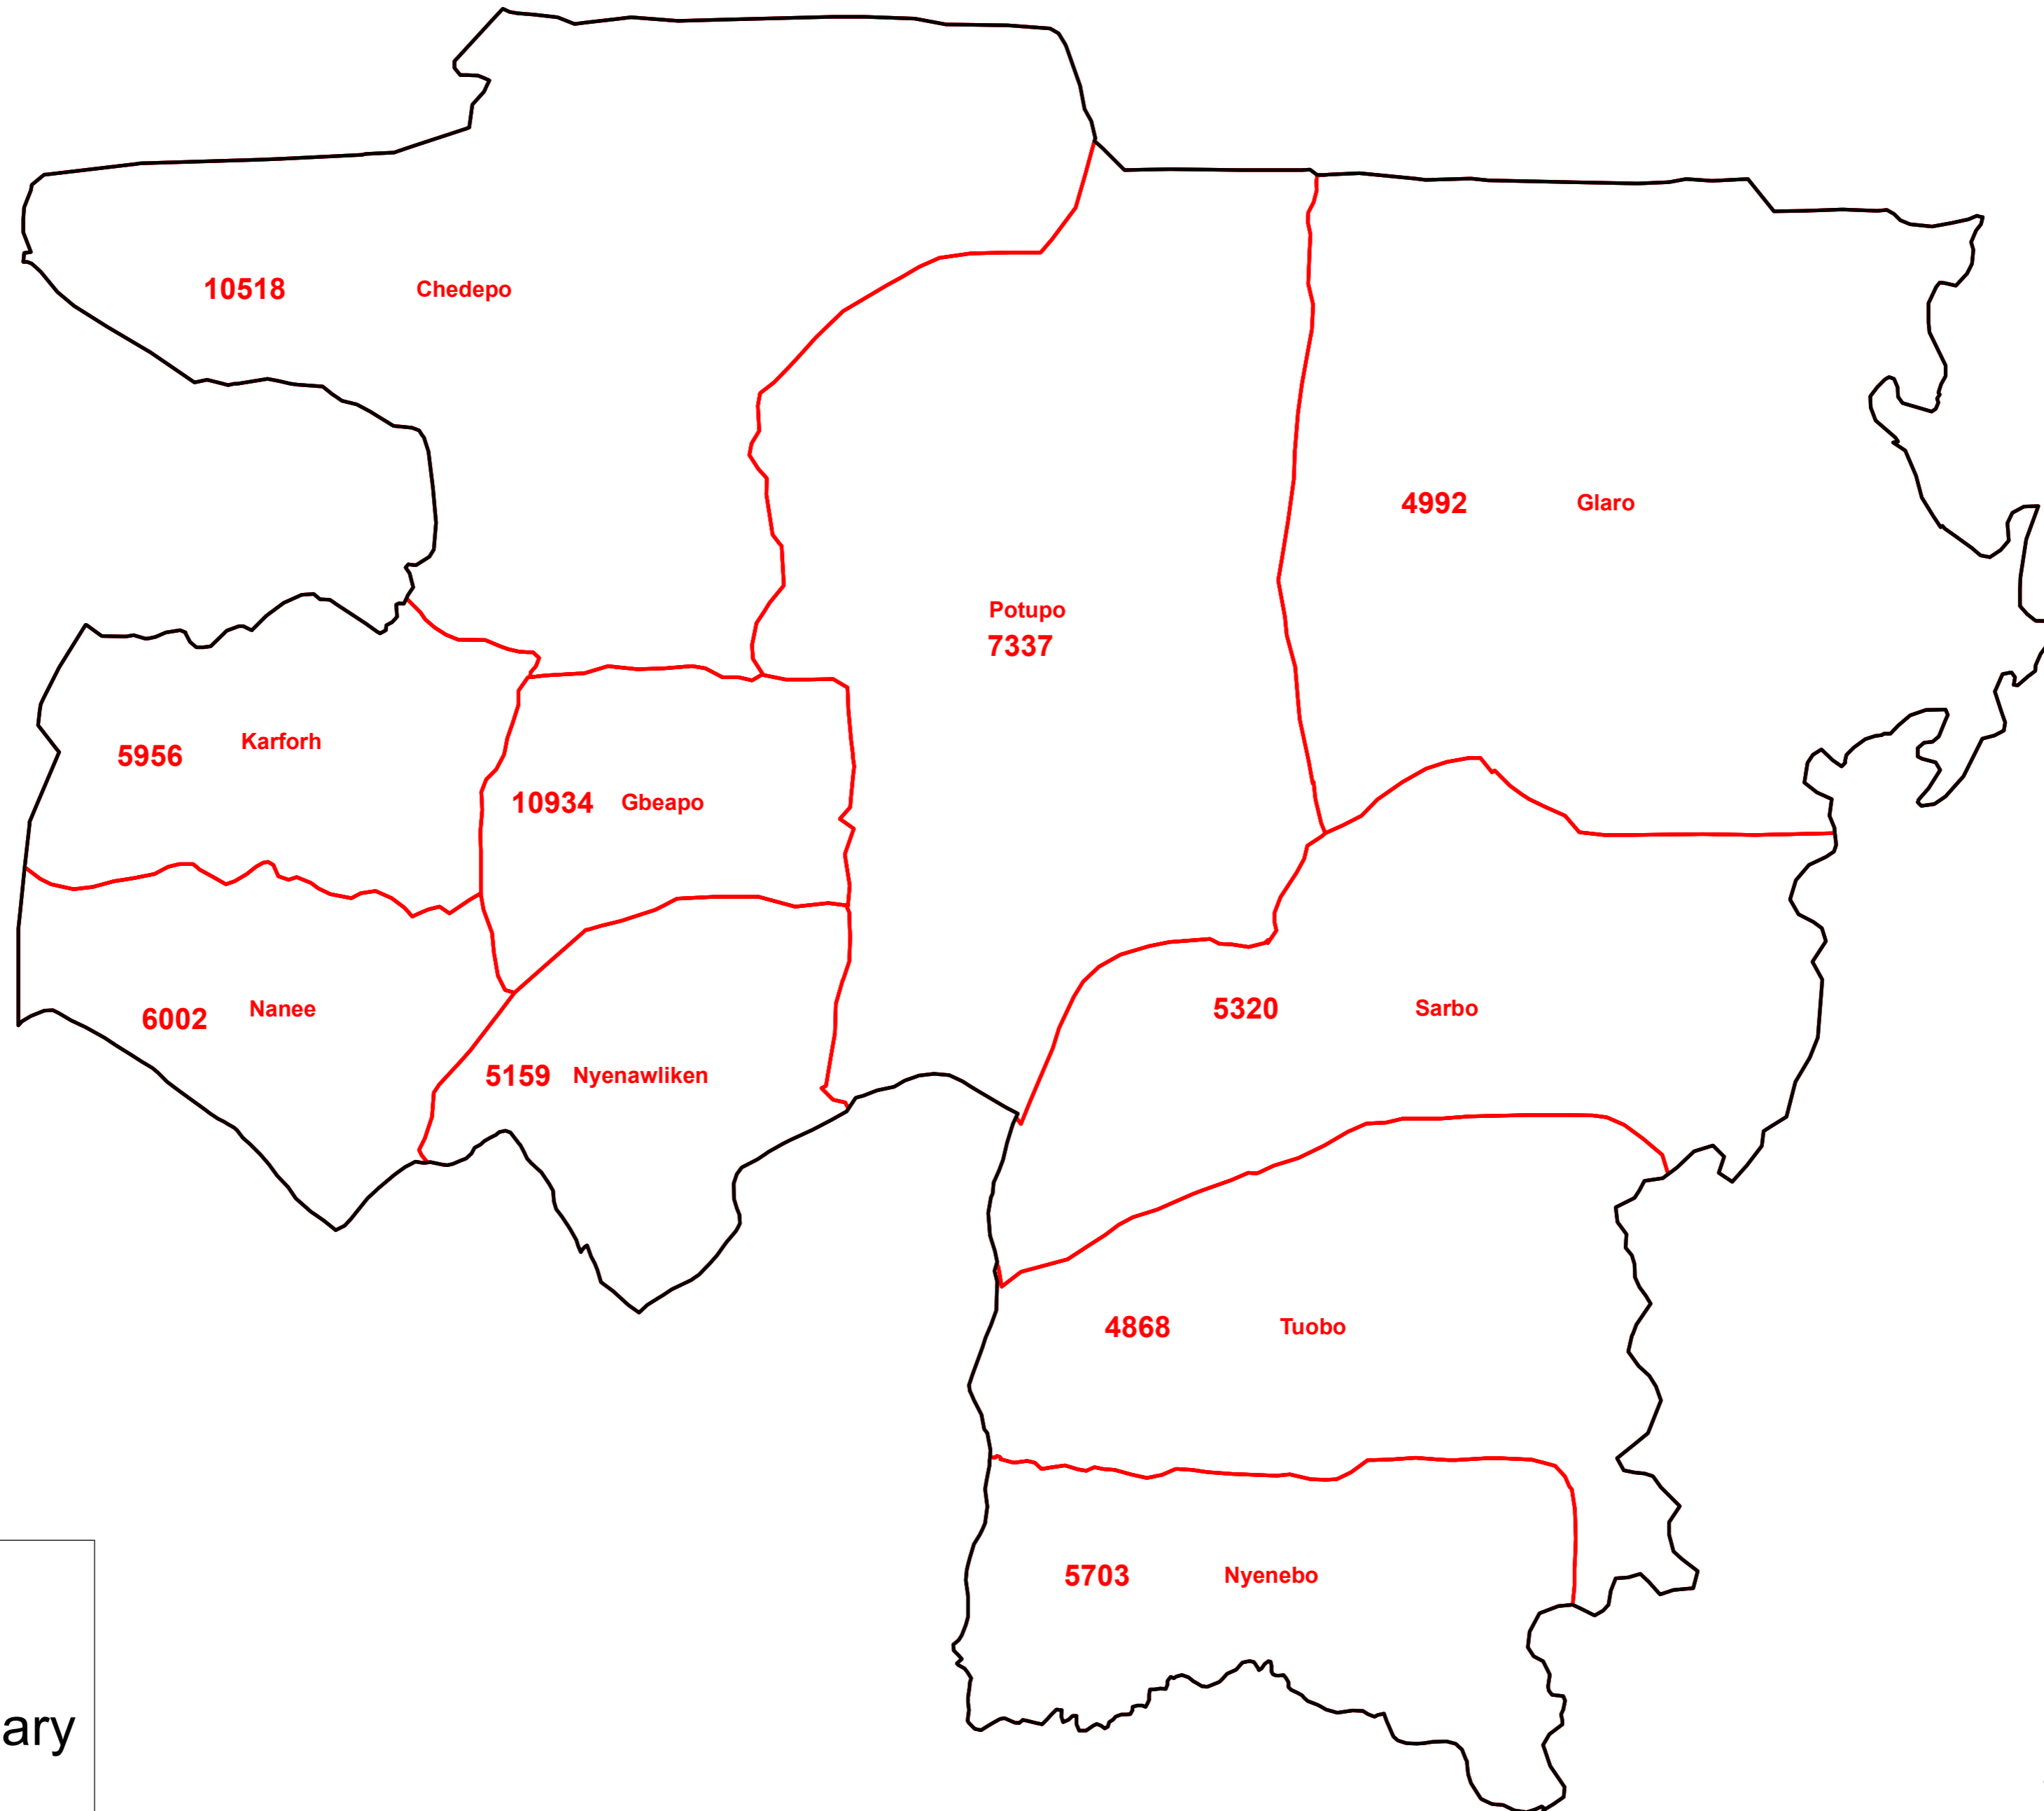 10518 Chedepo
4992 Glaro
Potupo
7337
5956 Karforh
10934 Gbeapo
6002 Nanee
5320 Sarbo
5159 Nyenawliken
4868 Tuobo
5703 Nyenebo
ary